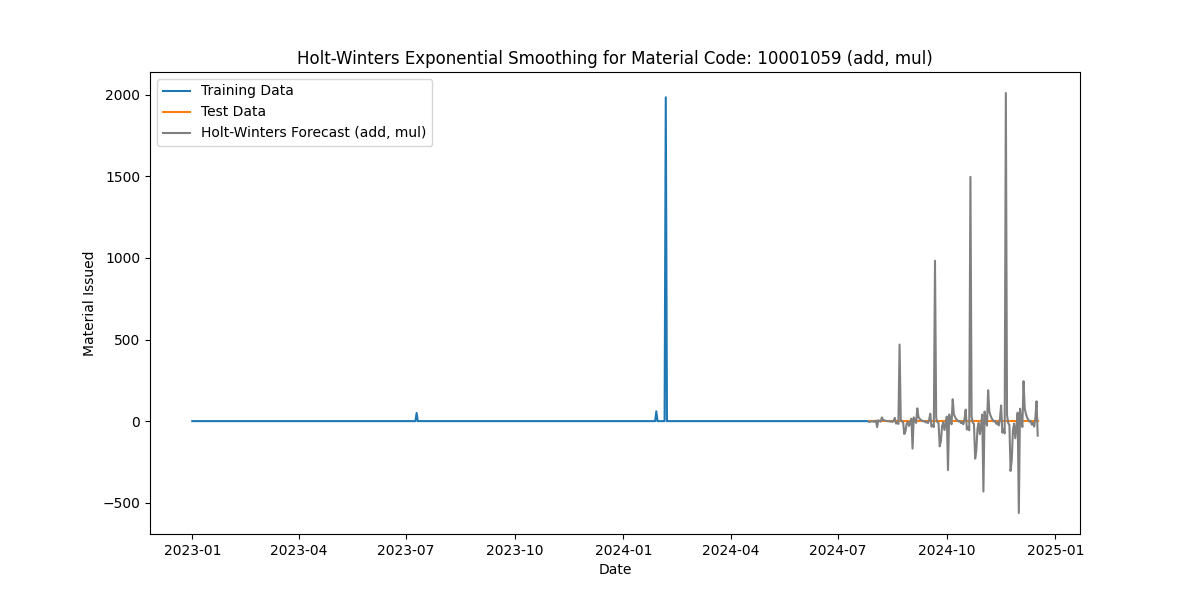 Holt-Winters Exponential Smoothing for Material Code: 10001059 (add, mul)
Training Data
Test Data
Holt-Winters Forecast (add, mul)
Material Issued
2000
1500
1000
500
0
−500
2023-01 2023-04 2023-07 2023-10 2024-01 2024-04 2024-07 2024-10 2025-01
Date